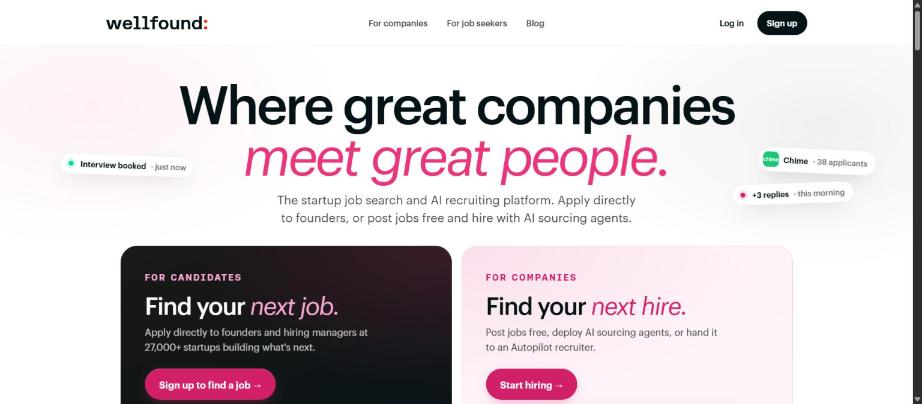 wellfound:
For companies
For job seekers
Blog
Log in
Sign up
Where great companies
meet great people.
Interview booked · just now
chime Chime · 38 applicants
+3 replies · this morning
The startup job search and AI recruiting platform. Apply directly
to founders, or post jobs free and hire with AI sourcing agents.
FOR CANDIDATES
Find your next job.
Apply directly to founders and hiring managers at
27,000+ startups building what's next.
Sign up to find a job →
FOR COMPANIES
Find your next hire.
Post jobs free, deploy AI sourcing agents, or hand it
to an Autopilot recruiter.
Start hiring →